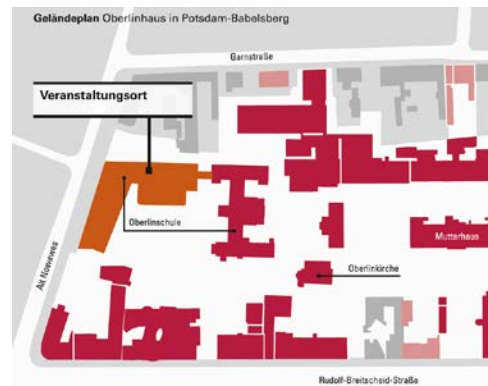 Geländeplan Oberlinhaus in Potsdam-Babelsberg
Garnstraße
Veranstaltungsort
Oberlinschule
Mutterhaus
Alt Nowawes
Oberlinkirche
Rudolf-Breitscheid-Straße